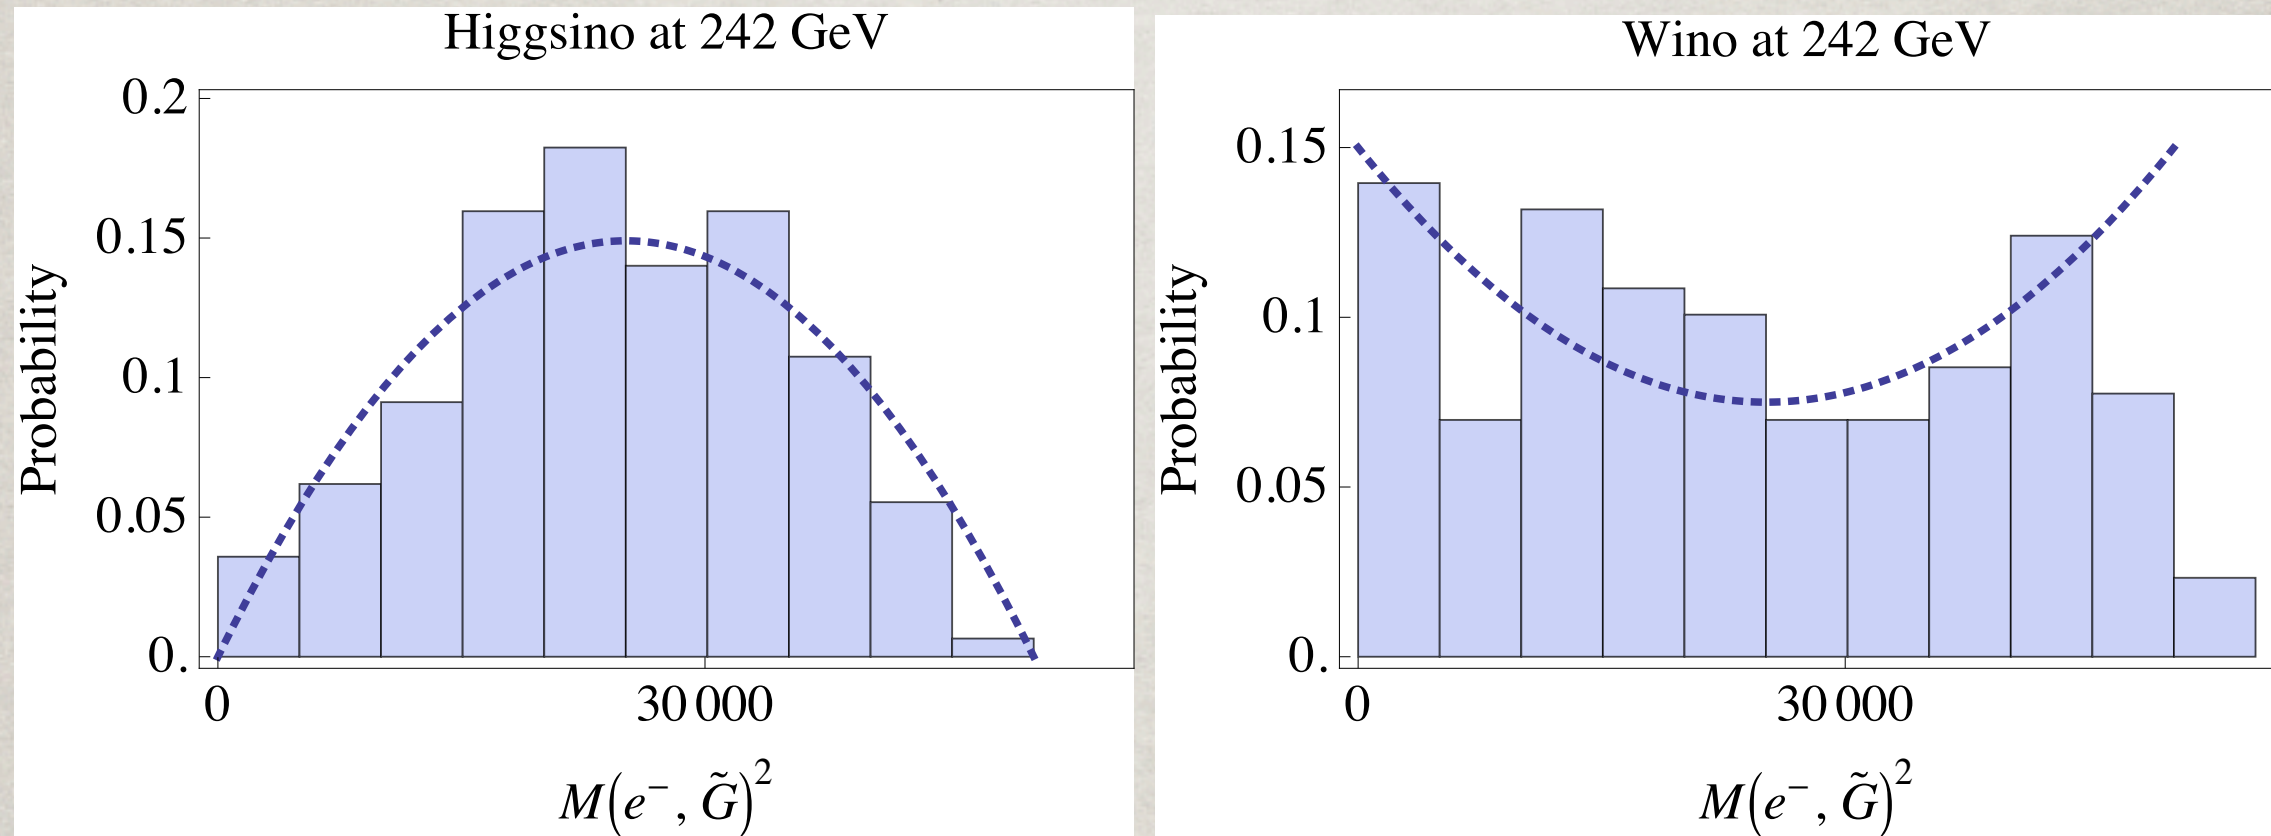 Higgsino at 242 GeV
0.2
0.15
0.1
0.05
0.
Probability
0
30 000
M(e⁻, G̃)²
Wino at 242 GeV
0.15
0.1
0.05
0.
Probability
0
30 000
M(e⁻, G̃)²